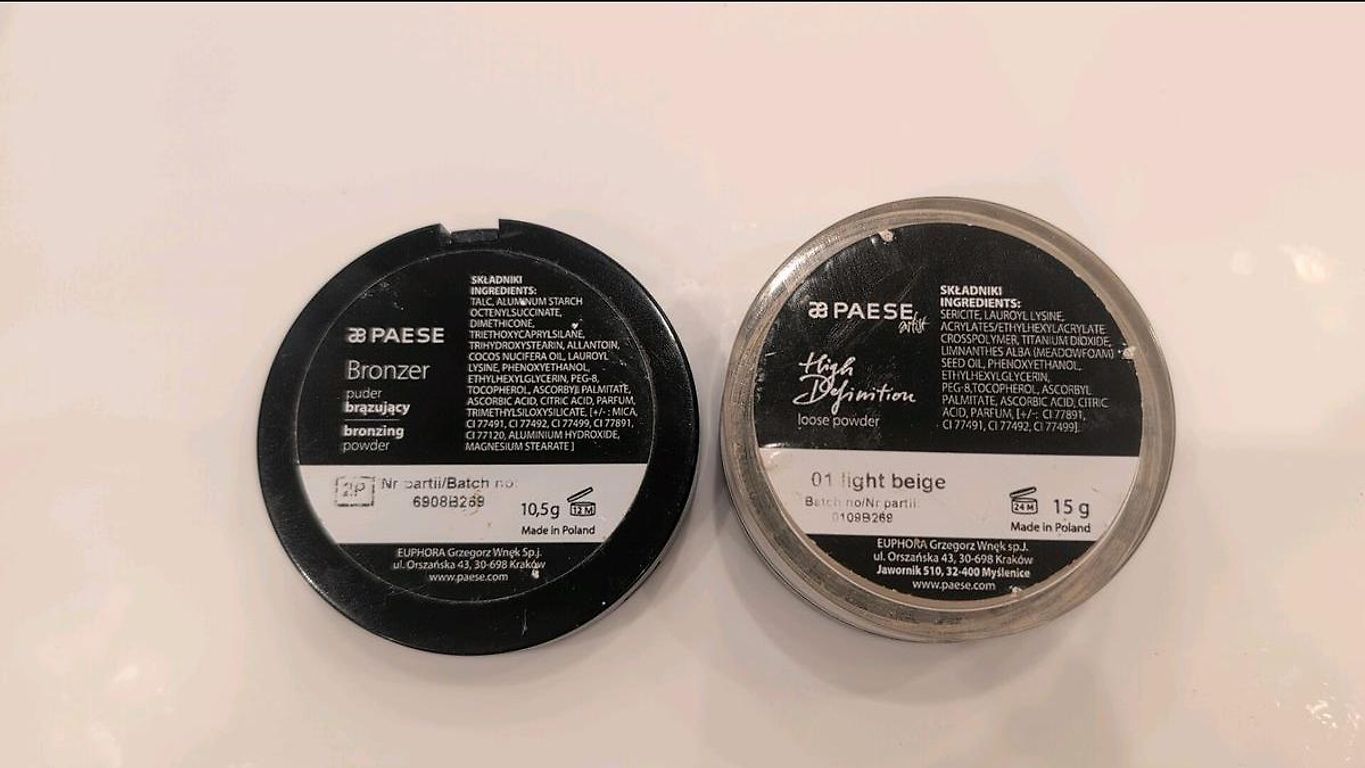 SKŁADNIKI
INGREDIENTS:
TALC, ALUMINUM STARCH
OCTENYLSUCCINATE,
DIMETHICONE,
TRIETHOXYCAPRYLSILANE,
TRIHYDROXYSTEARIN, ALLANTOIN,
COCOS NUCIFERA OIL, LAUROYL
LYSINE, PHENOXYETHANOL,
ETHYLHEXYLGLYCERIN, PEG-8,
TOCOPHEROL, ASCORBYL PALMITATE,
ASCORBIC ACID, CITRIC ACID, PARFUM,
TRIMETHYLSILOXYSILICATE, [+/-: MICA,
CI 77491, CI 77492, CI 77499, CI 77891,
CI 77120, ALUMINIUM HYDROXIDE,
MAGNESIUM STEARATE ]
PAESE
Bronzer
puder
brązujący
bronzing
powder
2P
Nr partii/Batch no:
6908B269
10,5g
12 M
Made in Poland
EUPHORA Grzegorz Wnęk Sp.j.
ul. Orszańska 43, 30-698 Kraków
www.paese.com
PAESE
artist
High
Definition
loose powder
SKŁADNIKI
INGREDIENTS:
SERICITE, LAUROYL LYSINE,
ACRYLATES/ETHYLHEXYLACRYLATE
CROSSPOLYMER, TITANIUM DIOXIDE,
LIMNANTHES ALBA (MEADOWFOAM)
SEED OIL, PHENOXYETHANOL,
ETHYLHEXYLGLYCERIN,
PEG-8,TOCOPHEROL, ASCORBYL
PALMITATE, ASCORBIC ACID, CITRIC
ACID, PARFUM, [+/-: CI 77891,
CI 77491, CI 77492, CI 77499].
01 light beige
Batch no/Nr partii:
0109B269
24 M
15 g
Made in Poland
EUPHORA Grzegorz Wnęk sp.J.
ul. Orszańska 43, 30-698 Kraków
Jawornik 510, 32-400 Myślenice
www.paese.com